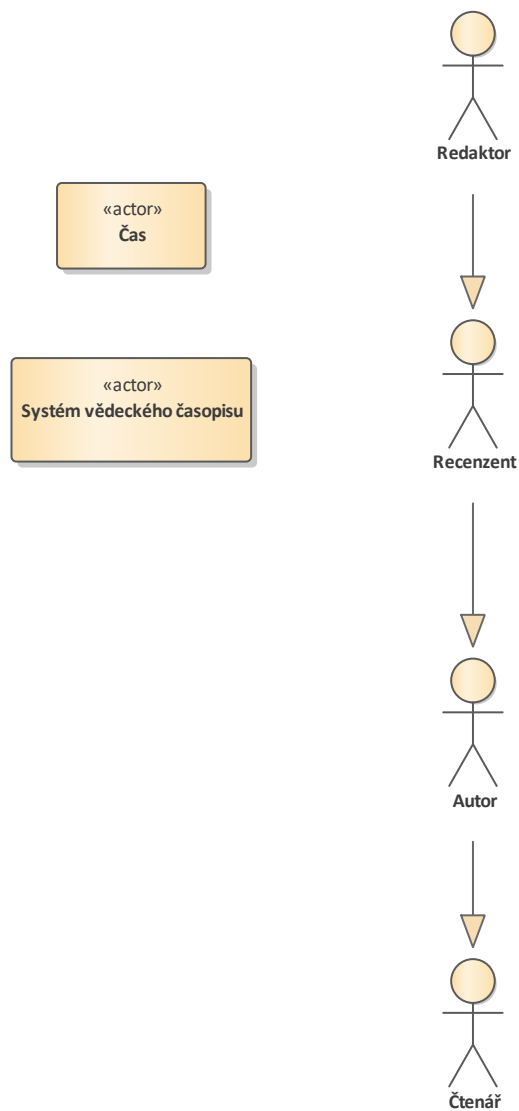 Redaktor
«actor»
Čas
«actor»
Systém vědeckého časopisu
Recenzent
Autor
Čtenář